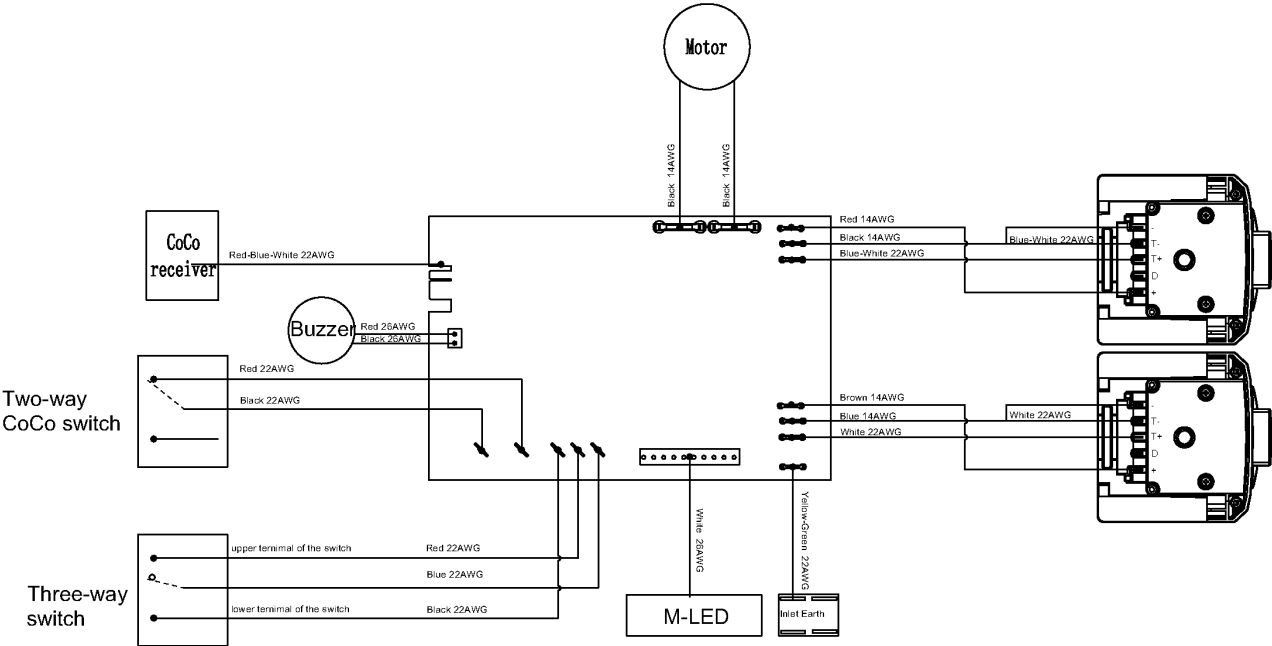 Motor
Black 14AWG
Black 14AWG
CoCo
receiver
Red-Blue-White 22AWG
Red 14AWG
Black 14AWG
Blue-White 22AWG
Blue-White 22AWG
-
T-
T+
D
+
Buzzer
Red 26AWG
Black 26AWG
Two-way
CoCo switch
Red 22AWG
Black 22AWG
Brown 14AWG
Blue 14AWG
White 22AWG
White 22AWG
-
T-
T+
D
+
Three-way
switch
upper ternimal of the switch
Red 22AWG
Blue 22AWG
lower ternimal of the switch
Black 22AWG
White 26AWG
M-LED
Yellow-Green 22AWG
Inlet Earth